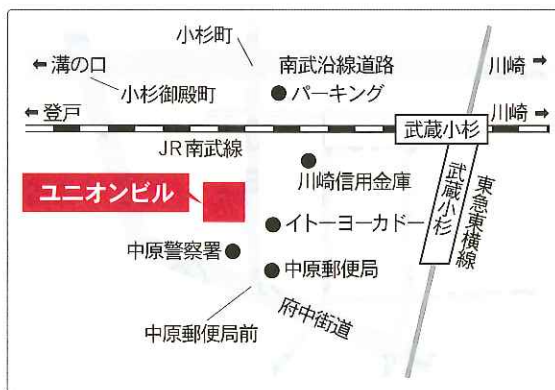 小杉町
← 溝の口
南武沿線道路
川崎 →
小杉御殿町
パーキング
← 登戸
川崎 →
武蔵小杉
JR南武線
川崎信用金庫
武蔵小杉
東急東横線
ユニオンビル
イトーヨーカドー
中原警察署
中原郵便局
中原郵便局前
府中街道